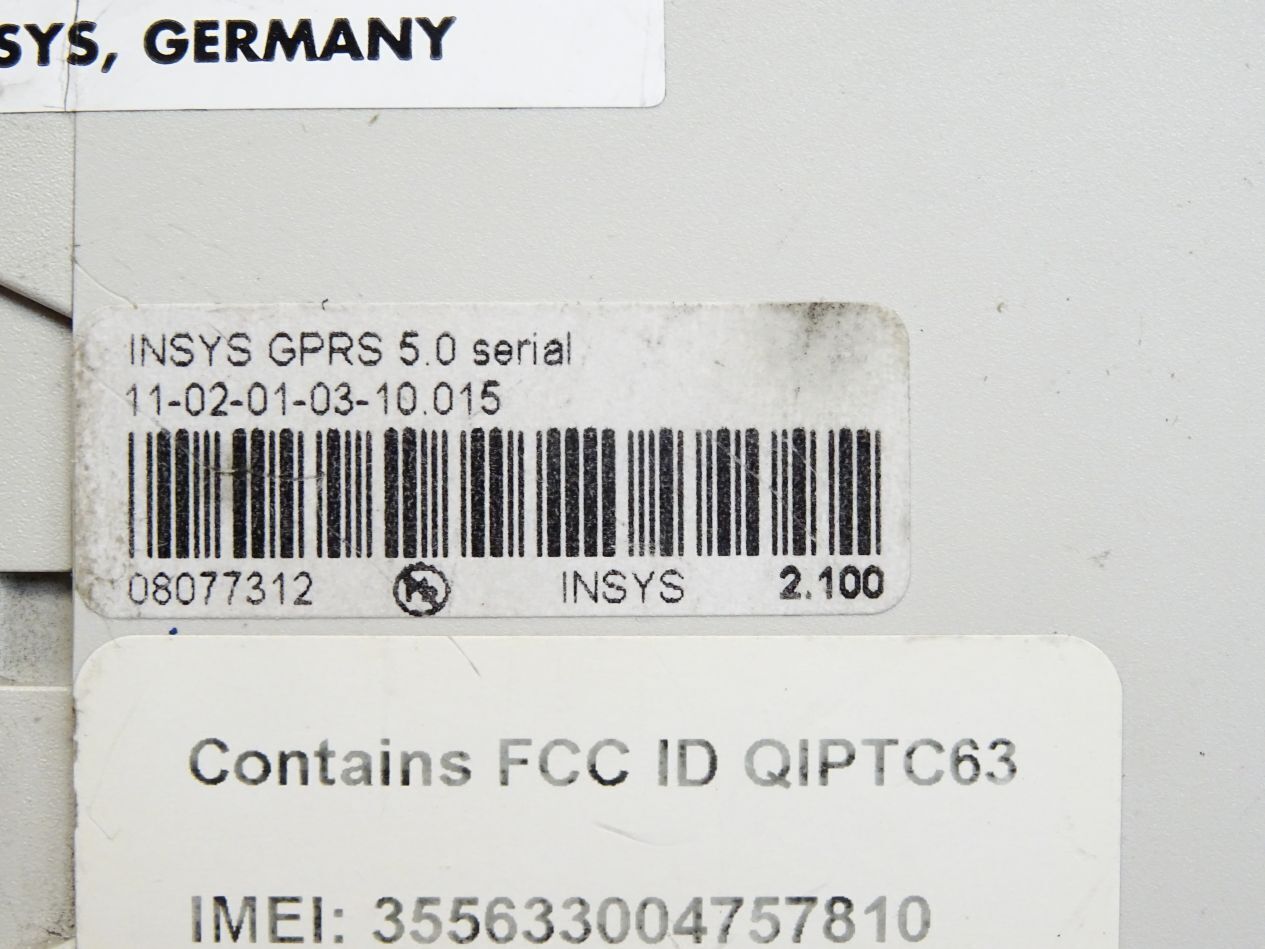 SYS, GERMANY
INSYS GPRS 5.0 serial
11-02-01-03-10.015
08077312 INSYS 2.100
Contains FCC ID QIPTC63
IMEI: 355633004757810